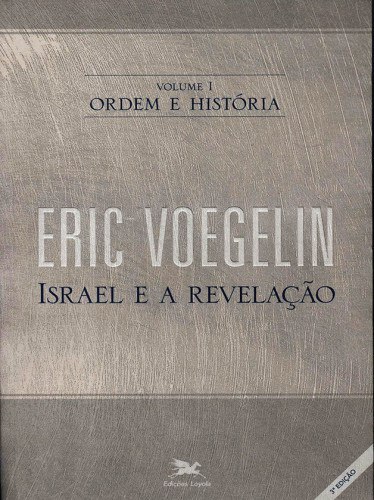 VOLUME I
ORDEM E HISTÓRIA
ERIC VOEGELIN
ISRAEL E A REVELAÇÃO
Edições Loyola
3ª EDIÇÃO